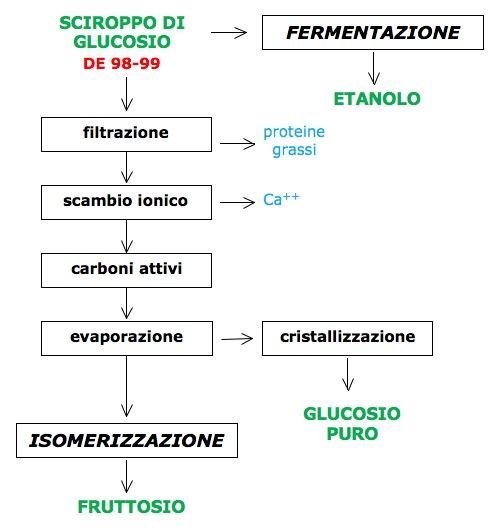 SCIROPPO DI
GLUCOSIO
DE 98-99
FERMENTAZIONE
ETANOLO
filtrazione
proteine
grassi
scambio ionico
Ca++
carboni attivi
evaporazione
cristallizzazione
GLUCOSIO
PURO
ISOMERIZZAZIONE
FRUTTOSIO